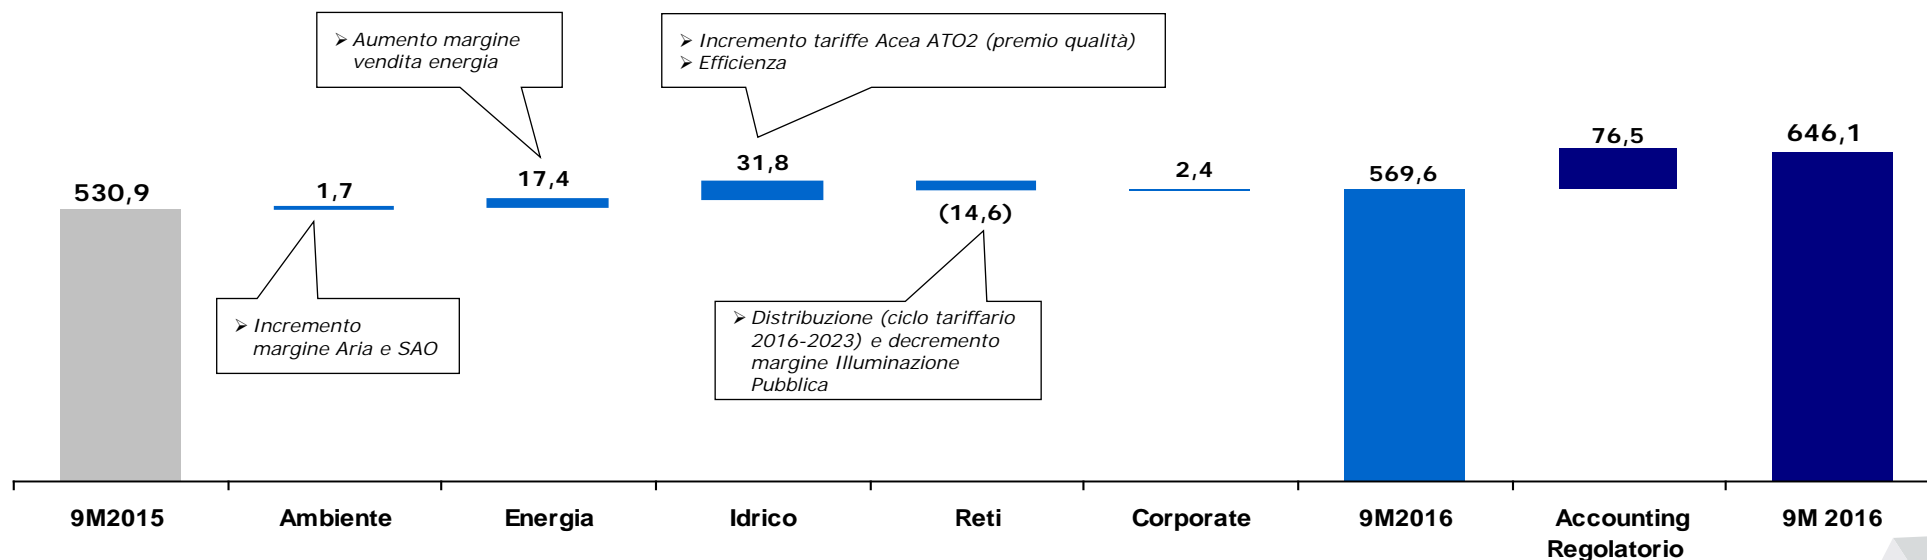 ➢ Aumento margine
vendita energia
➢ Incremento tariffe Acea ATO2 (premio qualità)
➢ Efficienza
530,9
1,7
17,4
31,8
(14,6)
2,4
569,6
76,5
646,1
➢ Incremento
margine Aria e SAO
➢ Distribuzione (ciclo tariffario
2016-2023) e decremento
margine Illuminazione
Pubblica
9M2015
Ambiente
Energia
Idrico
Reti
Corporate
9M2016
Accounting
Regolatorio
9M 2016